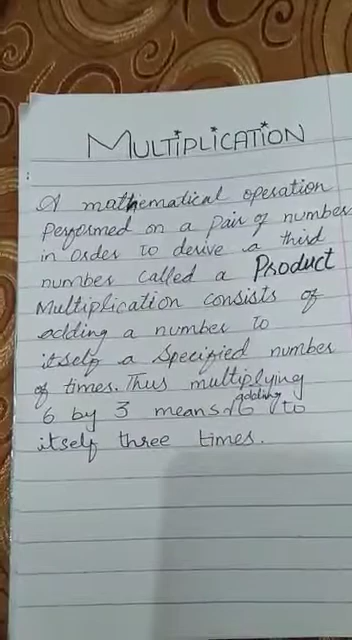 MULTIPLICATION
A mathematical operation
Performed on a pair of number
in order to derive a third
number called a Product
Multiplication consists of
adding a number to
itself a specified number
of times. Thus multiplying
6 by 3 means adding 6 to
itself three times.